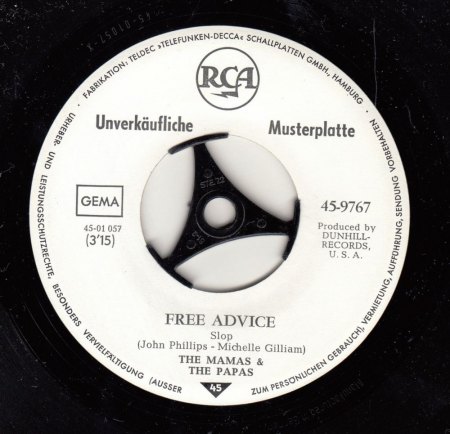 FABRIKATION: TELDEC »TELEFUNKEN-DECCA« SCHALLPLATTEN GMBH, HAMBURG
URHEBER- UND LEISTUNGSSCHUTZRECHTE, BESONDERS VERVIELFÄLTIGUNG (AUSSER ZUM PERSÖNLICHEN GEBRAUCH), VERMIETUNG, AUFFÜHRUNG, SENDUNG VORBEHALTEN
RCA
Unverkäufliche Musterplatte
GEMA
45-01 057
(3'15)
45-9767
Produced by
DUNHILL-
RECORDS,
U. S. A.
FREE ADVICE
Slop
(John Phillips - Michelle Gilliam)
THE MAMAS &
THE PAPAS
45